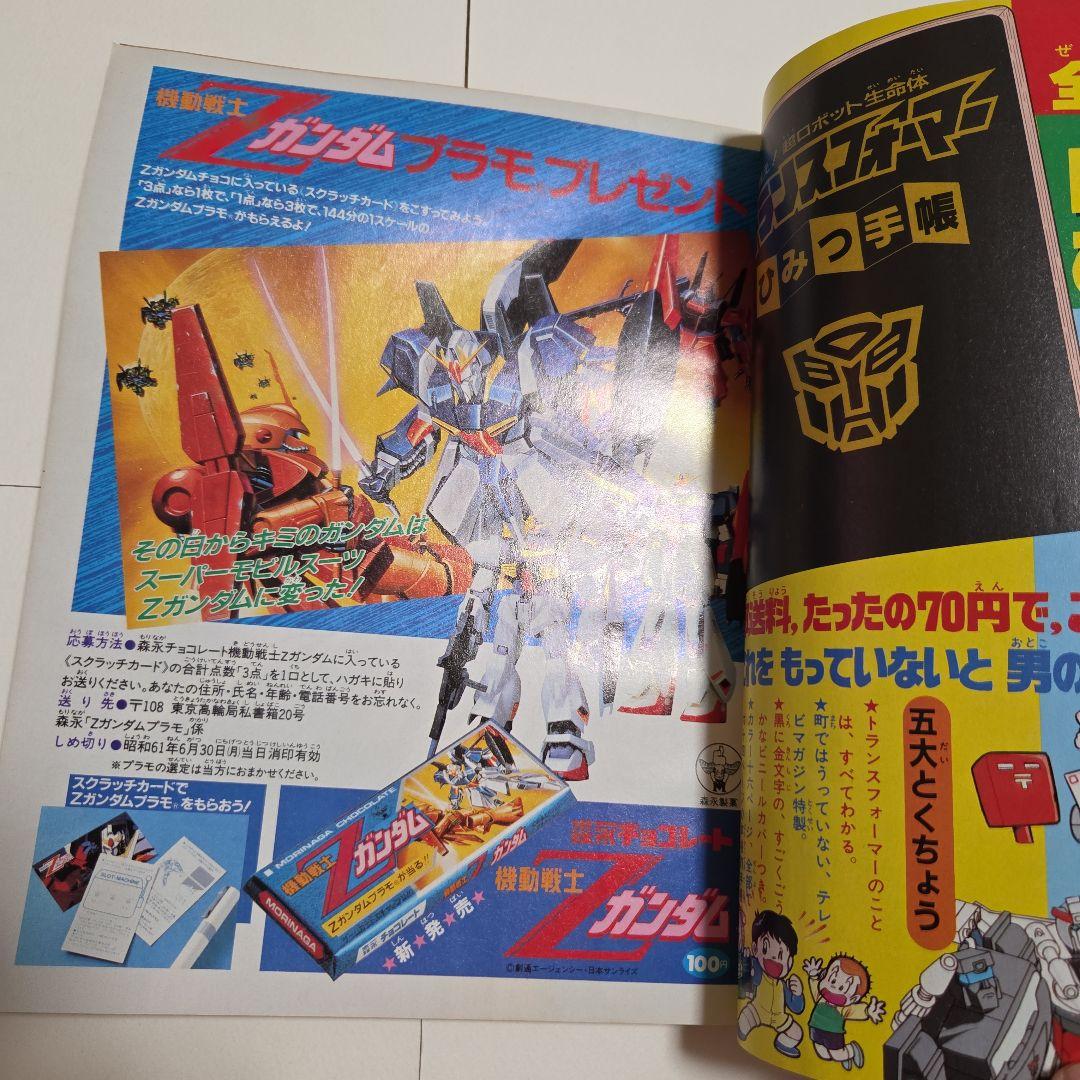 機動戦士
Zガンダム プラモ®プレゼント
Zガンダムチョコに入っている〈スクラッチカード〉をこすってみよう。
「3点」なら1枚で、「1点」なら3枚で、144分の1スケールの
Zガンダムプラモ®がもらえるよ!
その日からキミのガンダムは
スーパーモビルスーツ
Zガンダムに変った!
応募方法●森永チョコレート機動戦士Zガンダムに入っている
《スクラッチカード》の合計点数“3点”を1口として、ハガキに貼り
お送りください。あなたの住所・氏名・年齢・電話番号をお忘れなく。
送り先●〒108 東京高輪局私書箱20号
森永「Zガンダムプラモ」係
しめ切り●昭和61年6月30日(月)当日消印有効
※プラモの選定は当方におまかせください。
スクラッチカードで
Zガンダムプラモ®をもらおう!
SLOT-MACHINE
MORINAGA CHOCOLATE
機動戦士
Zガンダム
Zガンダムプラモ®が当る!!
MORINAGA
森永 チョコレート
★新★発★売★
森永製菓
森永チョコレート
機動戦士
Zガンダム
100円
©創通エージェンシー・日本サンライズ
超ロボット生命体
ランスフォーマー
ひみつ手帳
全
送料、たったの70円で、こ
れをもっていないと男の
五大とくちょう
★トランスフォーマーのこと
は、すべてわかる。
★町ではうっていない、テレ
ビマガジン特製。
★黒に金文字の、すごくごう
かなビニールカバーつき。
★カラー十六ページ